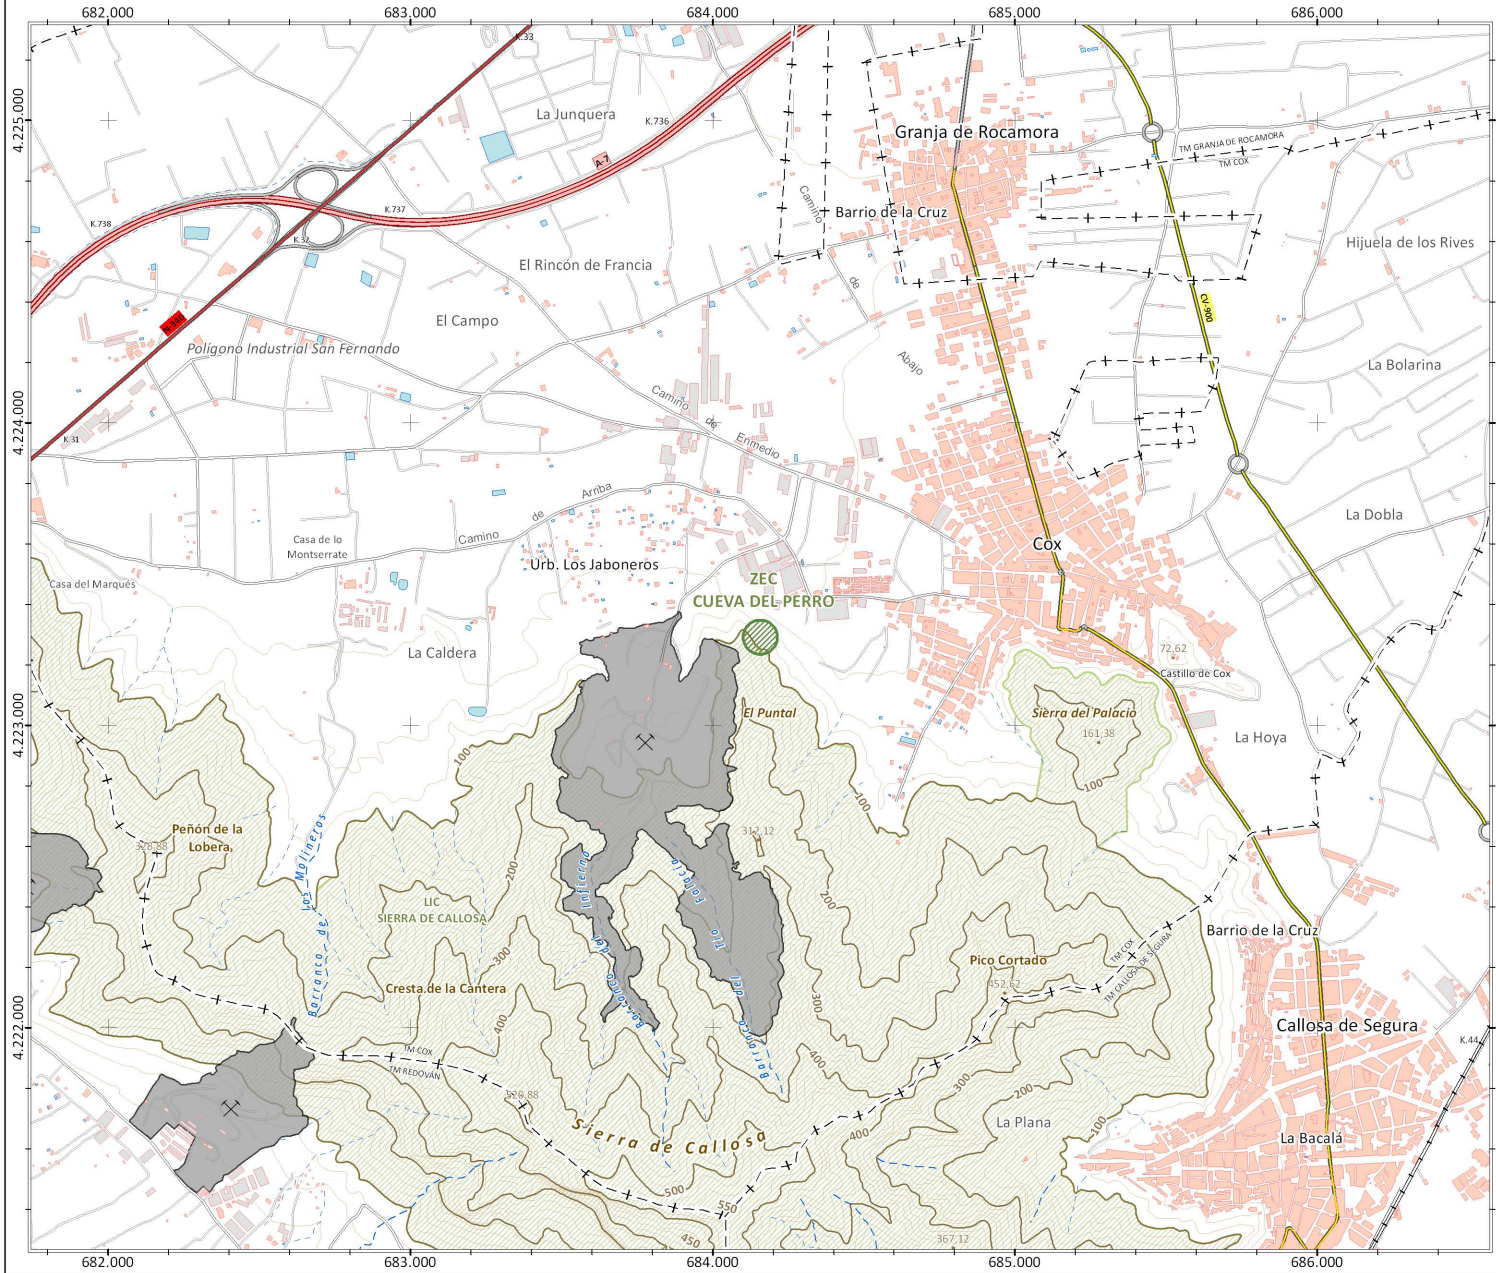 682.000
683.000
684.000
685.000
686.000
4.225.000
4.224.000
4.223.000
4.222.000
K.33
La Junquera
K.736
A-7
Granja de Rocamora
TM GRANJA DE ROCAMORA
TM COX
K.738
K.737
K.32
Camino
de
Abajo
Barrio de la Cruz
Hijuela de los Rives
El Rincón de Francia
El Campo
N-340
CV-900
Polígono Industrial San Fernando
La Bolarina
Camino
de
Enmedio
K.31
Arriba
de
Camino
La Dobla
Casa de lo
Montserrate
Cox
Urb. Los Jaboneros
Casa del Marqués
ZEC
CUEVA DEL PERRO
La Caldera
72,62
Castillo de Cox
El Puntal
Sierra del Palacio
161,38
La Hoya
100
100
100
Peñón de la
Lobera
328,88
312,12
Barranco de
Los Molineros
200
Barranco
del
Infierno
Barranco
del
Tío
Falacia
200
LIC
SIERRA DE CALLOSA
300
Cresta de la Cantera
400
300
Barrio de la Cruz
TM COX
TM CALLOSA DE SEGURA
Pico Cortado
452,62
Callosa de Segura
K.44
TM COX
TM REDOVÁN
520,88
400
300
200
100
La Plana
Sierra de Callosa
400
La Bacalá
500
550
450
367,12
682.000
683.000
684.000
685.000
686.000